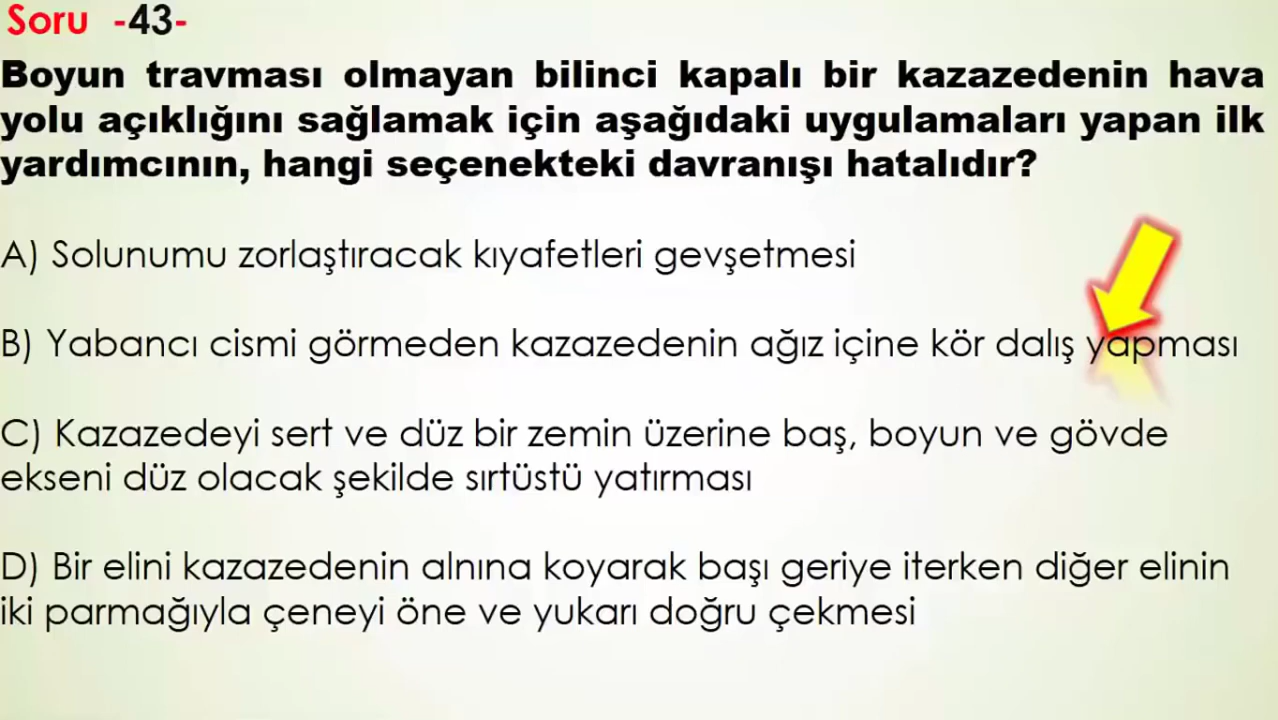 Soru -43-
Boyun travması olmayan bilinci kapalı bir kazazedenin hava
yolu açıklığını sağlamak için aşağıdaki uygulamaları yapan ilk
yardımcının, hangi seçenekteki davranışı hatalıdır?
A) Solunumu zorlaştıracak kıyafetleri gevşetmesi
B) Yabancı cismi görmeden kazazedenin ağız içine kör dalış yapması
C) Kazazedeyi sert ve düz bir zemin üzerine baş, boyun ve gövde
ekseni düz olacak şekilde sırtüstü yatırması
D) Bir elini kazazedenin alnına koyarak başı geriye iterken diğer elinin
iki parmağıyla çeneyi öne ve yukarı doğru çekmesi